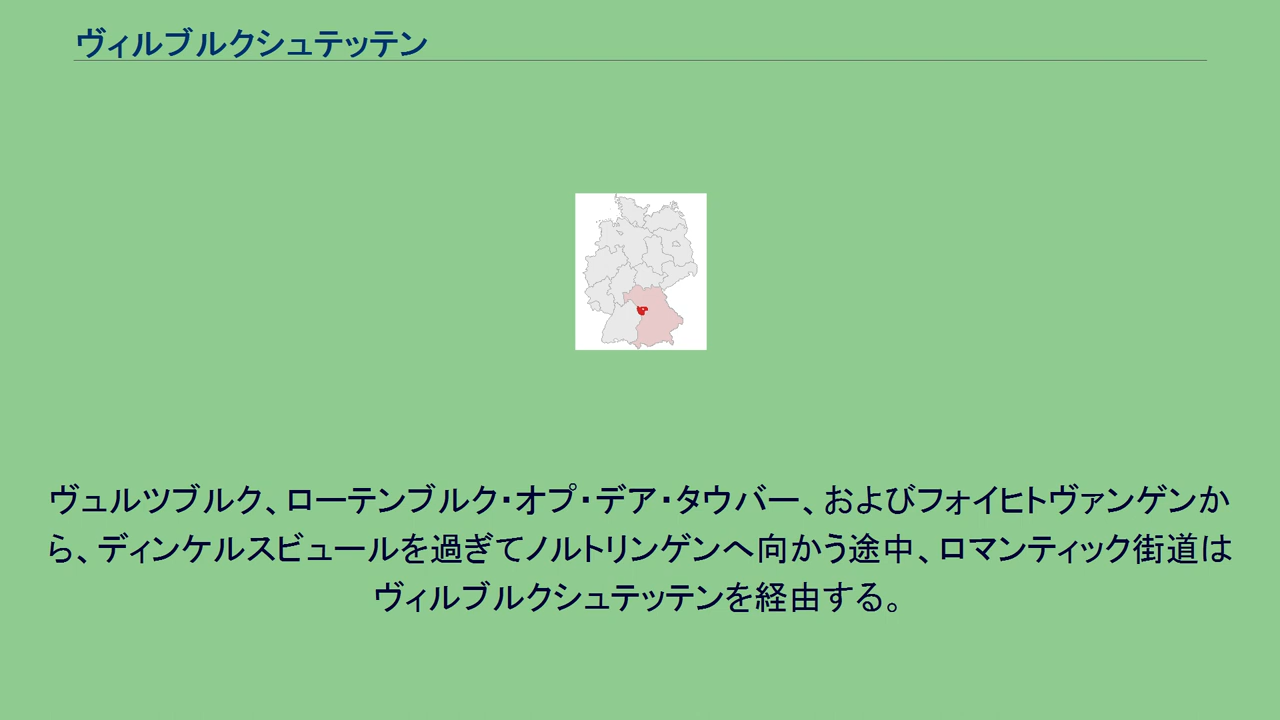 ヴィルブルクシュテッテン
ヴュルツブルク、ローテンブルク・オプ・デア・タウバー、およびフォイヒトヴァンゲンか
ら、ディンケルスビュールを過ぎてノルトリンゲンへ向かう途中、ロマンティック街道は
ヴィルブルクシュテッテンを経由する。